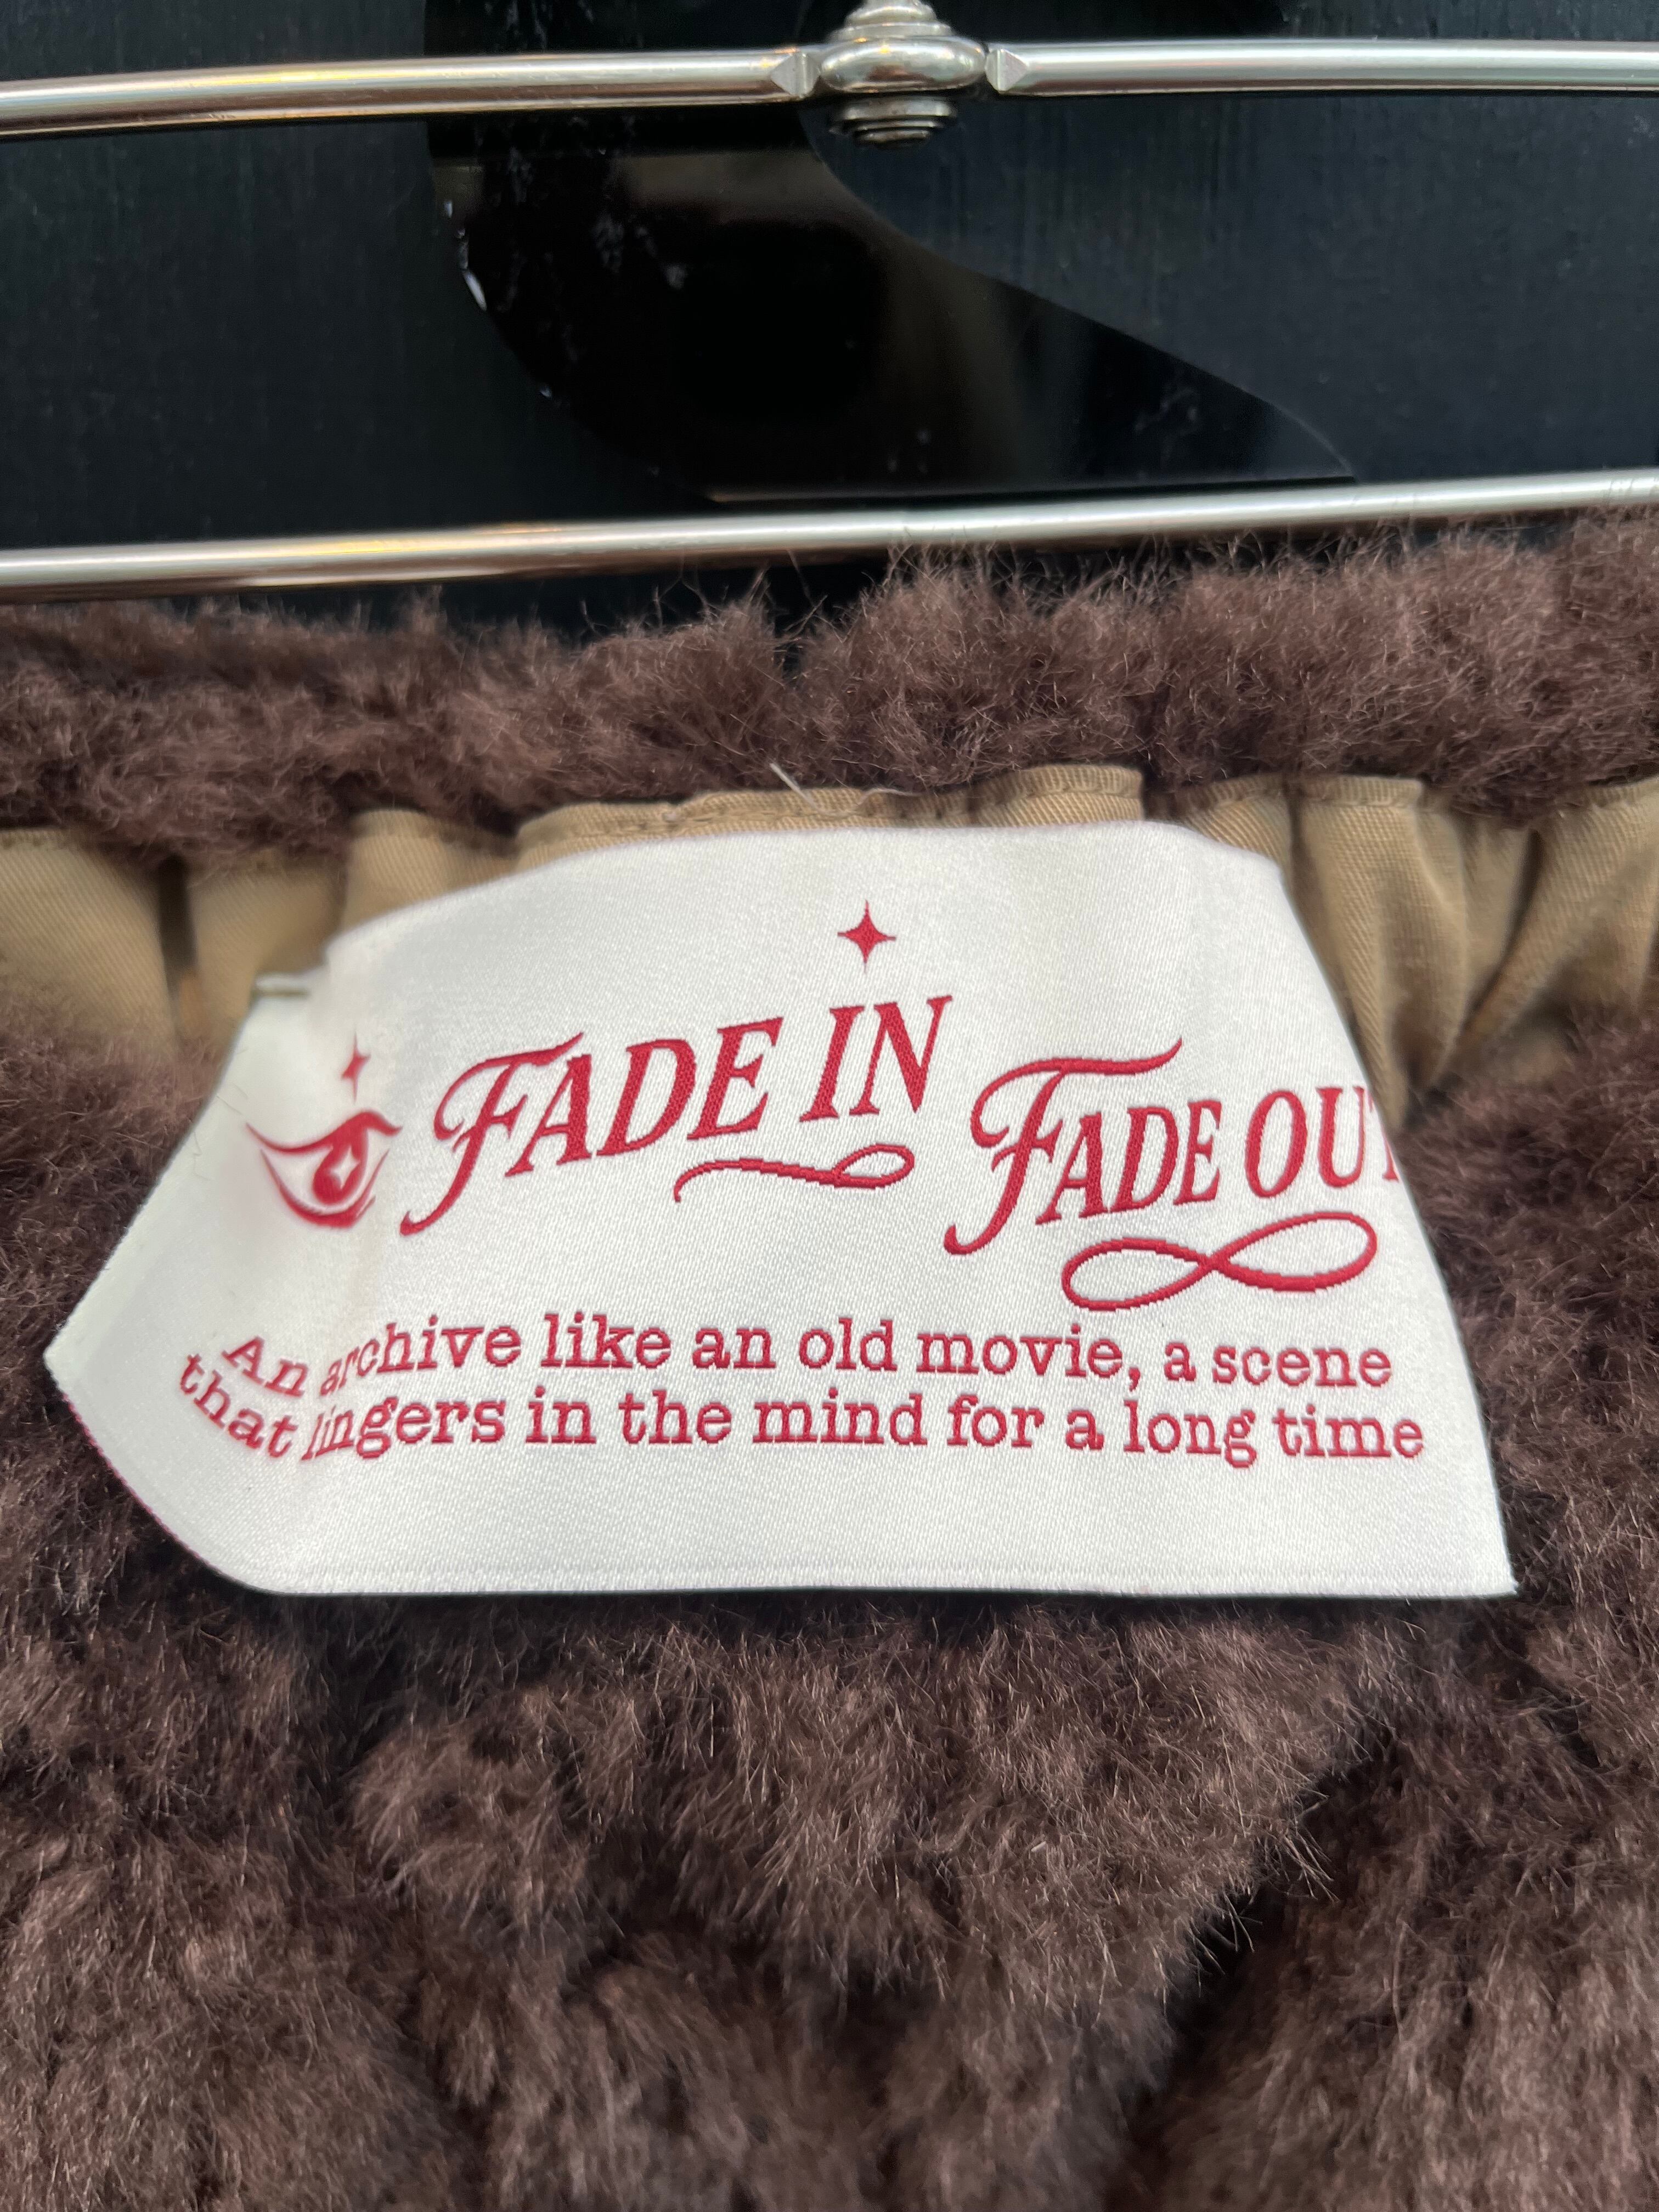 FADE IN
FADE OUT
An archive like an old movie, a scene
that lingers in the mind for a long time